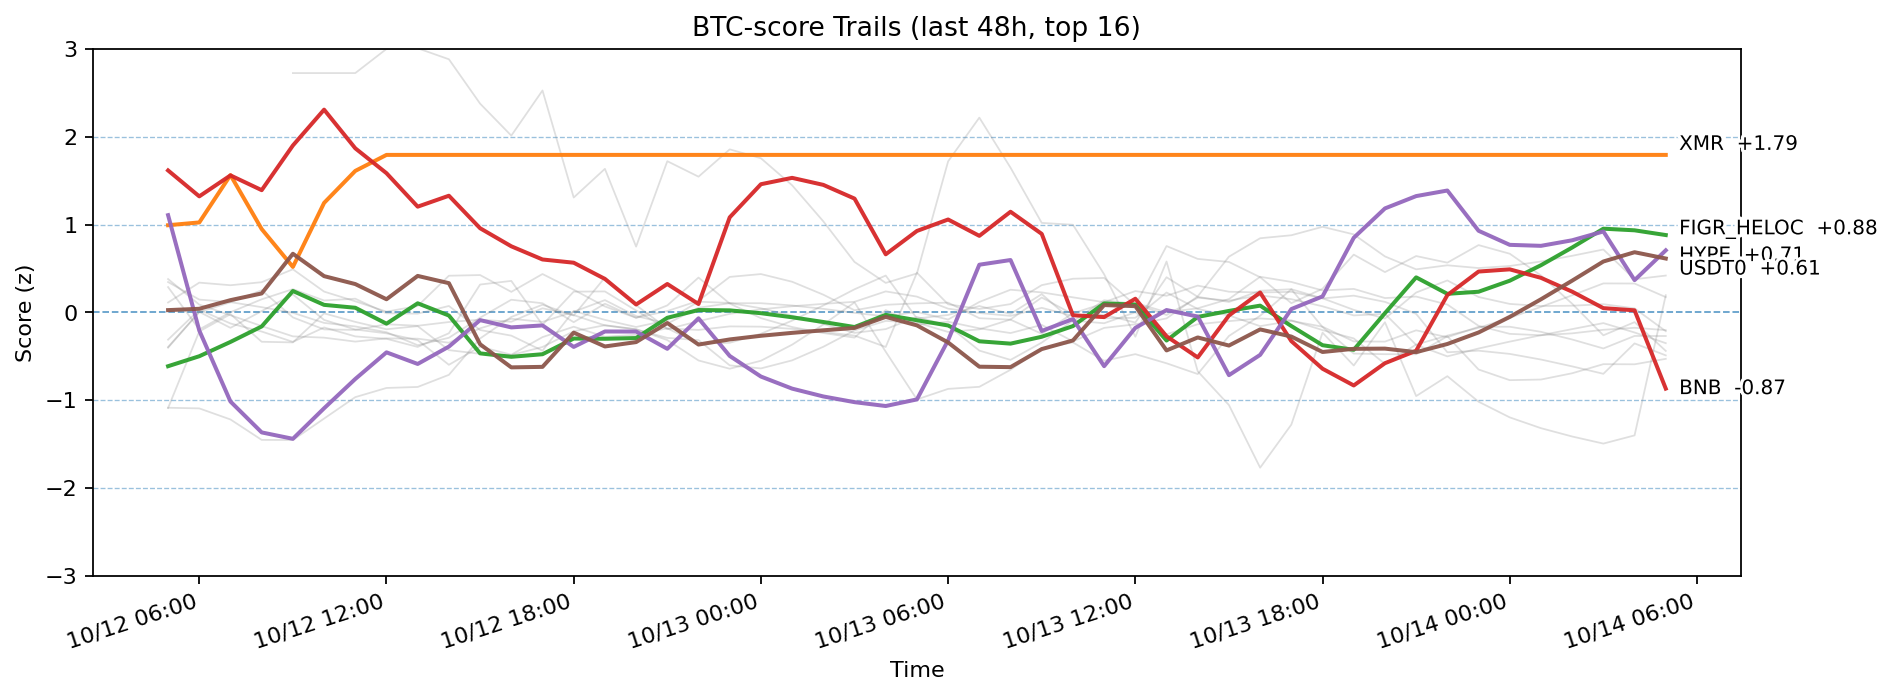 BTC-score Trails (last 48h, top 16)
Score (z)
3
2
1
0
−1
−2
−3
XMR +1.79
FIGR_HELOC +0.88
HYPE +0.71
USDT0 +0.61
BNB -0.87
10/12 06:00
10/12 12:00
10/12 18:00
10/13 00:00
10/13 06:00
10/13 12:00
10/13 18:00
10/14 00:00
10/14 06:00
Time